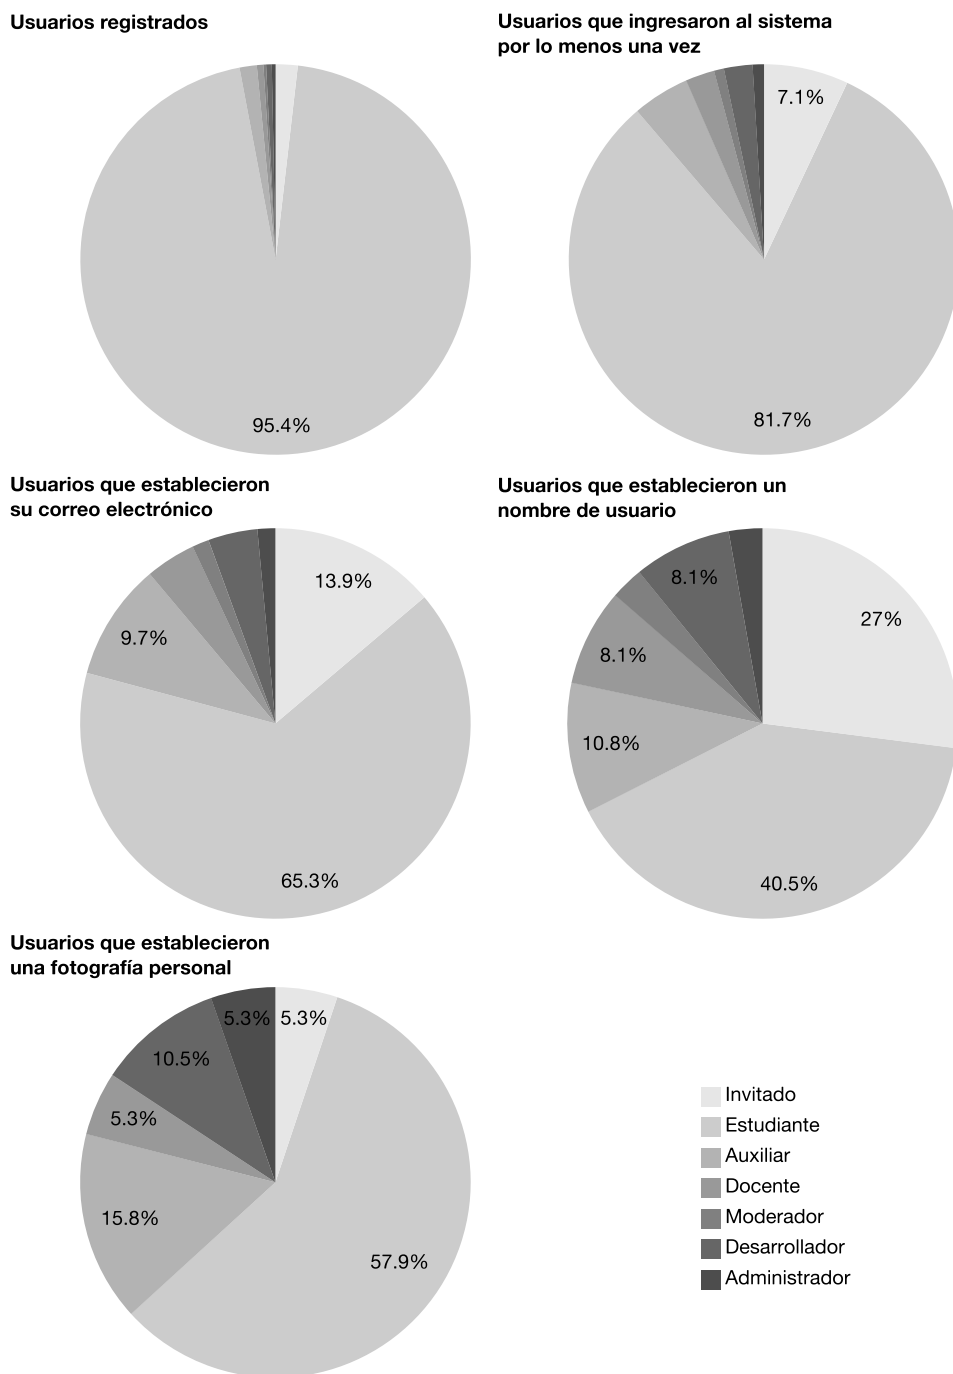 Usuarios registrados
95.4%
Usuarios que ingresaron al sistema
por lo menos una vez
7.1%
81.7%
Usuarios que establecieron
su correo electrónico
13.9%
9.7%
65.3%
Usuarios que establecieron un
nombre de usuario
8.1%
27%
8.1%
10.8%
40.5%
Usuarios que establecieron
una fotografía personal
5.3% 5.3%
10.5%
5.3%
15.8%
57.9%
Invitado
Estudiante
Auxiliar
Docente
Moderador
Desarrollador
Administrador